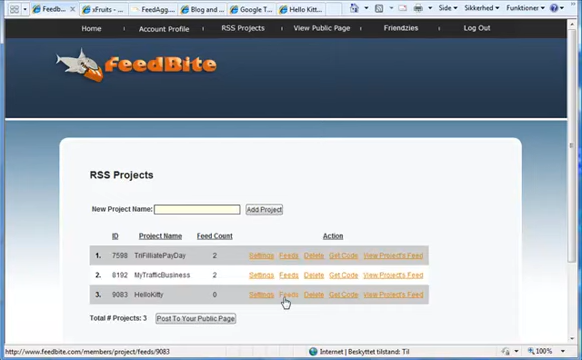 Feedb...
xFruits - ...
FeedAgg...
Blog and ...
Google T...
Hello Kitt...
Side
Sikkerhed
Funktioner
Home
Account Profile
RSS Projects
View Public Page
Friendzies
Log Out
FeedBite
RSS Projects
New Project Name:
Add Project
ID Project Name Feed Count Action
1. 7598 TriFilliatePayDay 2 Settings Feeds Delete Get Code View Project's Feed
2. 8192 MyTrafficBusiness 2 Settings Feeds Delete Get Code View Project's Feed
3. 9083 HelloKitty 0 Settings Feeds Delete Get Code View Project's Feed
Total # Projects: 3 Post To Your Public Page
http://www.feedbite.com/members/project/feeds/9083
Internet | Beskyttet tilstand: Til
100%